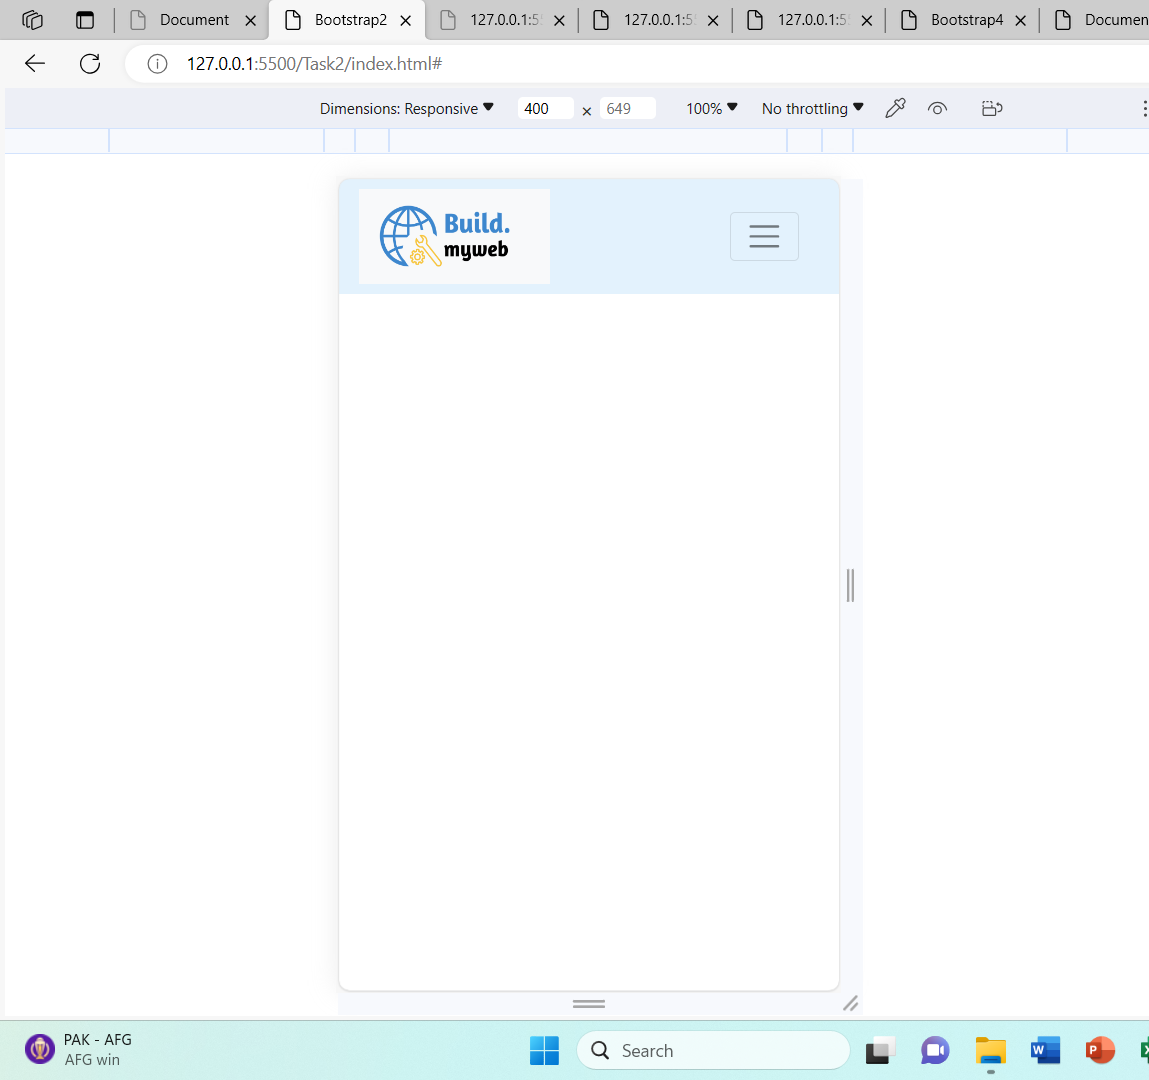 Document
Bootstrap2
127.0.0.1:5
127.0.0.1:5
127.0.0.1:5
Bootstrap4
Documen
127.0.0.1:5500/Task2/index.html#
Dimensions: Responsive
400
×
649
100%
No throttling
Build.
myweb
PAK - AFG
AFG win
Search
W
P